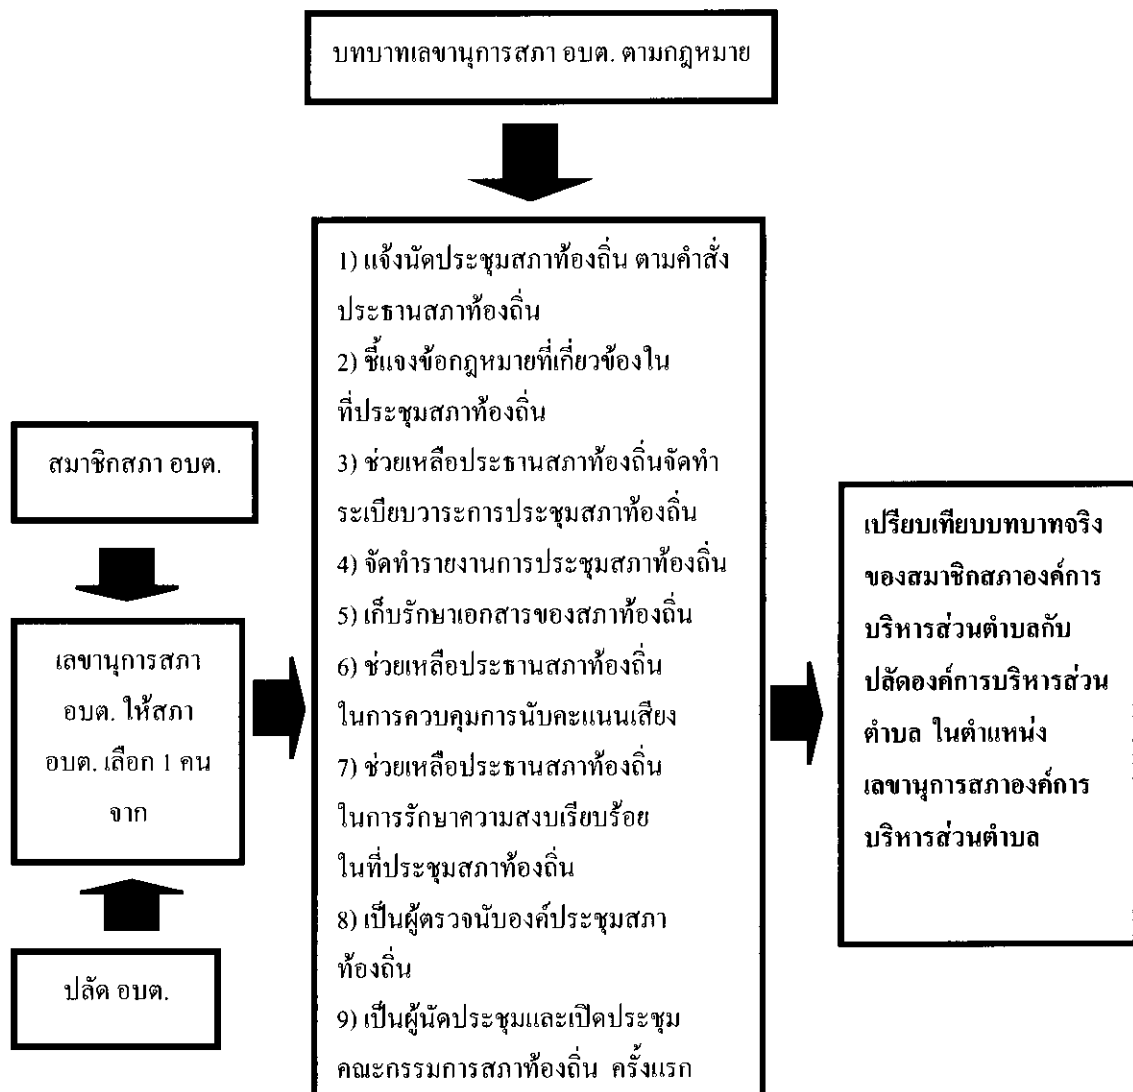 บทบาทเลขานุการสภา อบต. ตามกฎหมาย
สมาชิกสภา อบต.
เลขานุการสภา
อบต. ให้สภา
อบต. เลือก 1 คน
จาก
ปลัด อบต.
1) แจ้งนัดประชุมสภาท้องถิ่น ตามคำสั่ง
ประธานสภาท้องถิ่น
2) ชี้แจงข้อกฎหมายที่เกี่ยวข้องใน
ที่ประชุมสภาท้องถิ่น
3) ช่วยเหลือประธานสภาท้องถิ่นจัดทำ
ระเบียบวาระการประชุมสภาท้องถิ่น
4) จัดทำรายงานการประชุมสภาท้องถิ่น
5) เก็บรักษาเอกสารของสภาท้องถิ่น
6) ช่วยเหลือประธานสภาท้องถิ่น
ในการควบคุมการนับคะแนนเสียง
7) ช่วยเหลือประธานสภาท้องถิ่น
ในการรักษาความสงบเรียบร้อย
ในที่ประชุมสภาท้องถิ่น
8) เป็นผู้ตรวจนับองค์ประชุมสภา
ท้องถิ่น
9) เป็นผู้นัดประชุมและเปิดประชุม
คณะกรรมการสภาท้องถิ่น ครั้งแรก
เปรียบเทียบบทบาทจริง
ของสมาชิกสภาองค์การ
บริหารส่วนตำบลกับ
ปลัดองค์การบริหารส่วน
ตำบล ในตำแหน่ง
เลขานุการสภาองค์การ
บริหารส่วนตำบล